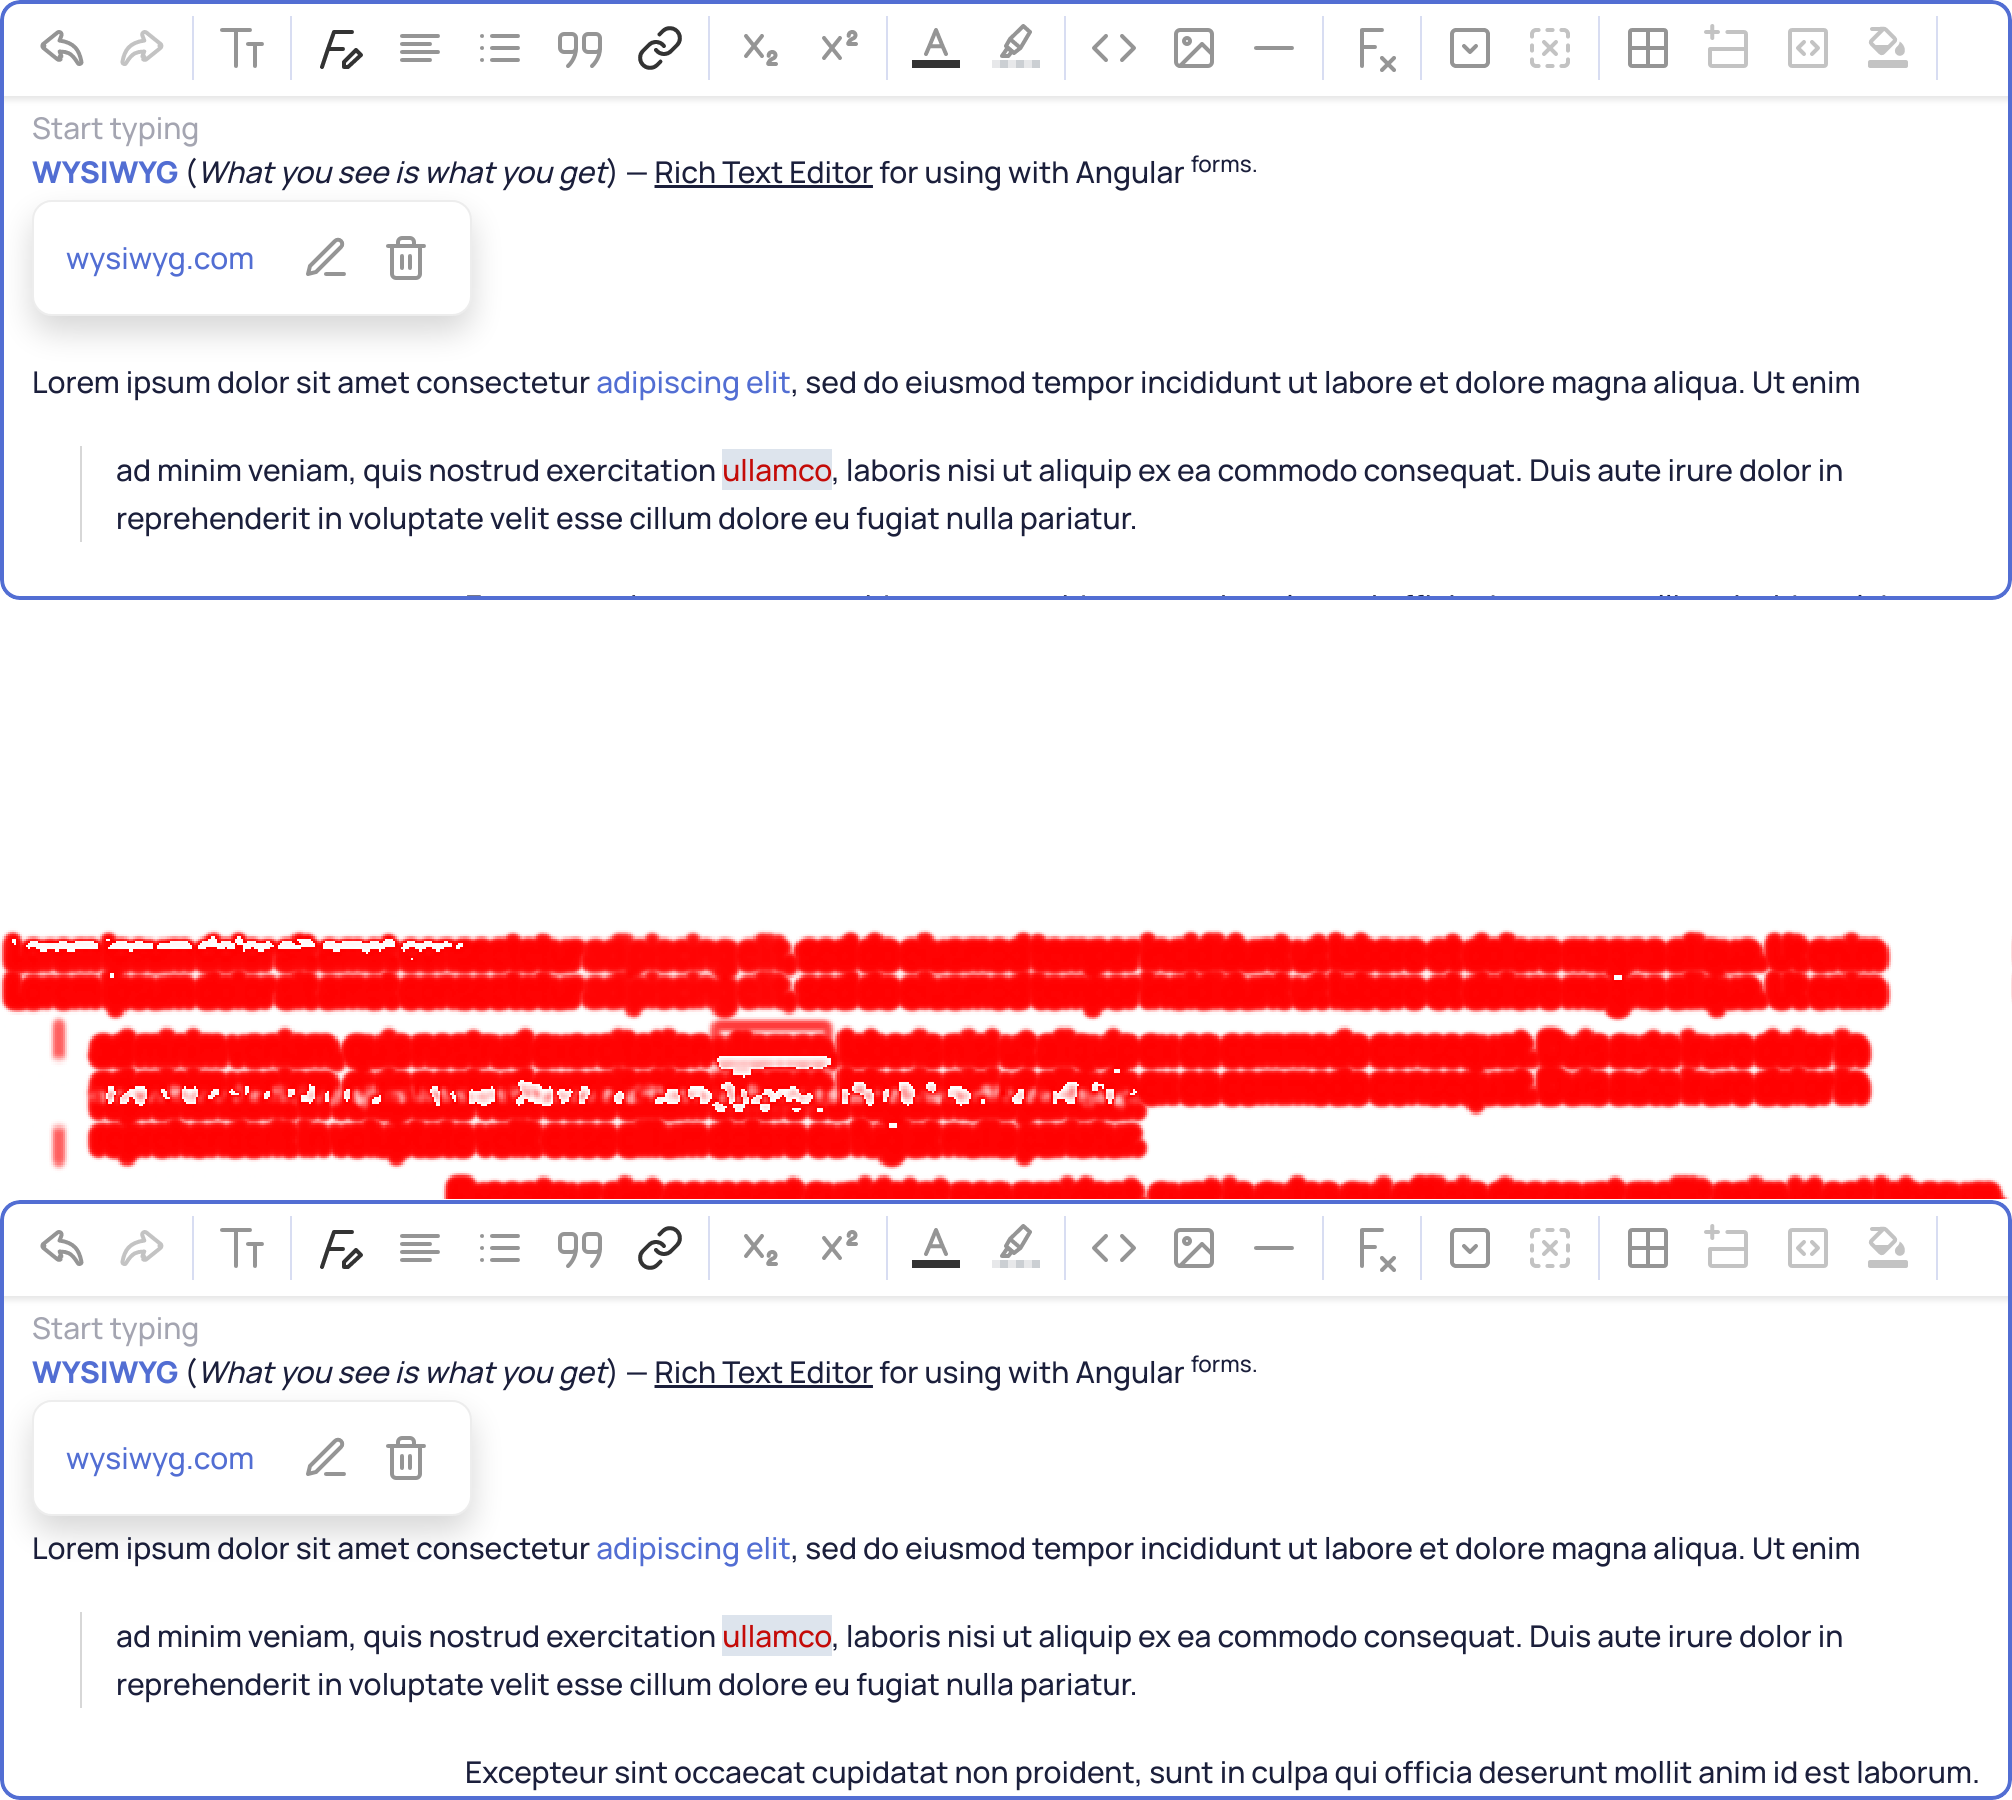 Start typing
WYSIWYG (What you see is what you get) — Rich Text Editor for using with Angular forms.
wysiwyg.com
Lorem ipsum dolor sit amet consectetur adipiscing elit, sed do eiusmod tempor incididunt ut labore et dolore magna aliqua. Ut enim
ad minim veniam, quis nostrud exercitation ullamco, laboris nisi ut aliquip ex ea commodo consequat. Duis aute irure dolor in
reprehenderit in voluptate velit esse cillum dolore eu fugiat nulla pariatur.
Start typing
WYSIWYG (What you see is what you get) — Rich Text Editor for using with Angular forms.
wysiwyg.com
Lorem ipsum dolor sit amet consectetur adipiscing elit, sed do eiusmod tempor incididunt ut labore et dolore magna aliqua. Ut enim
ad minim veniam, quis nostrud exercitation ullamco, laboris nisi ut aliquip ex ea commodo consequat. Duis aute irure dolor in
reprehenderit in voluptate velit esse cillum dolore eu fugiat nulla pariatur.
Excepteur sint occaecat cupidatat non proident, sunt in culpa qui officia deserunt mollit anim id est laborum.